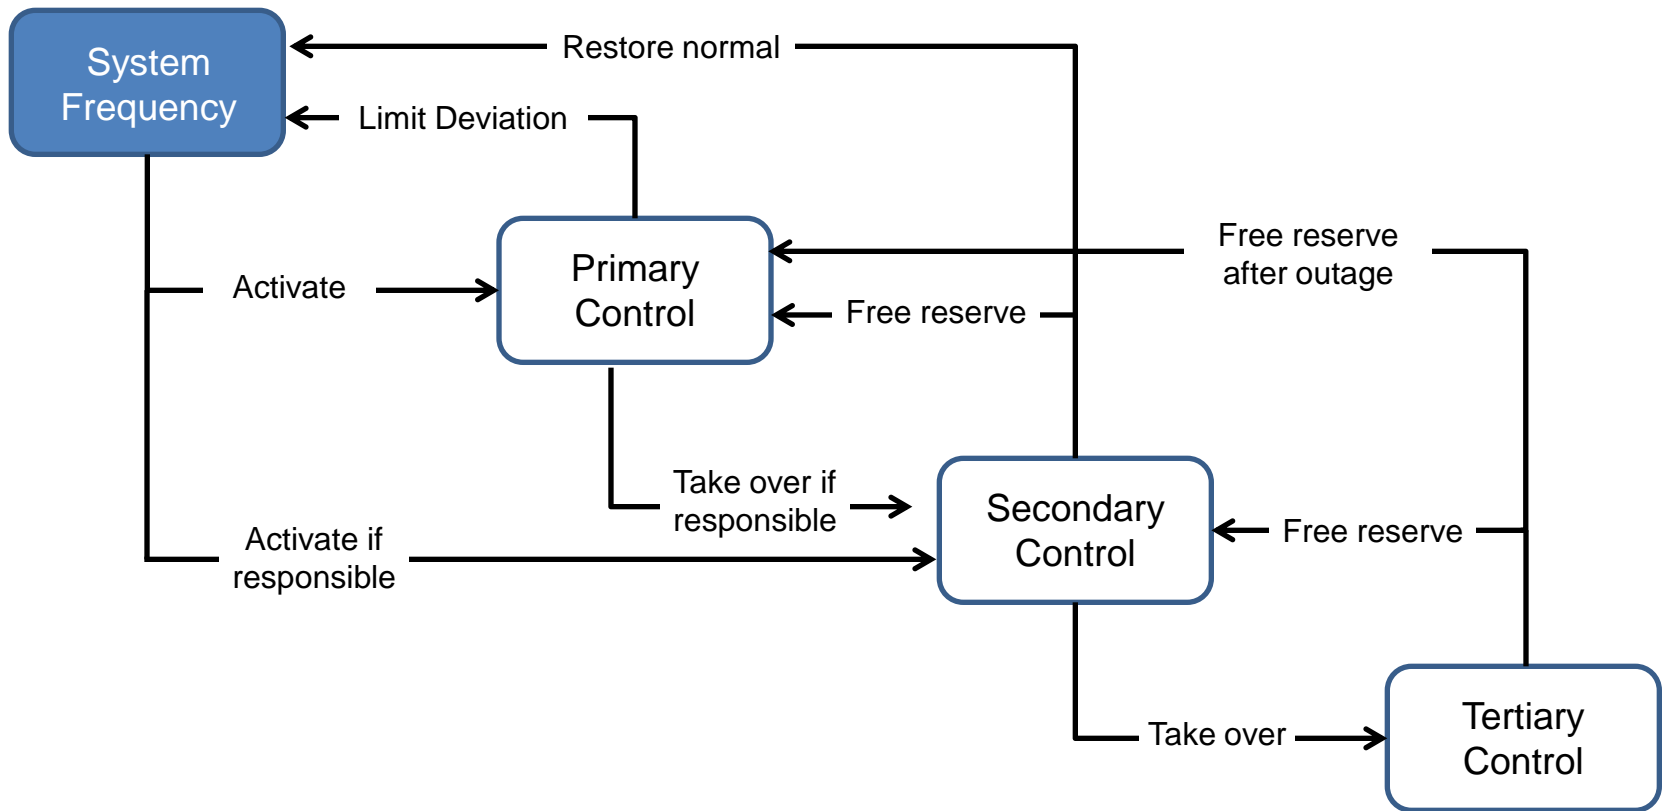 System
Frequency
Restore normal
Limit Deviation
Primary
Control
Free reserve
after outage
Activate
Free reserve
Take over if
responsible
Secondary
Control
Activate if
responsible
Free reserve
Take over
Tertiary
Control